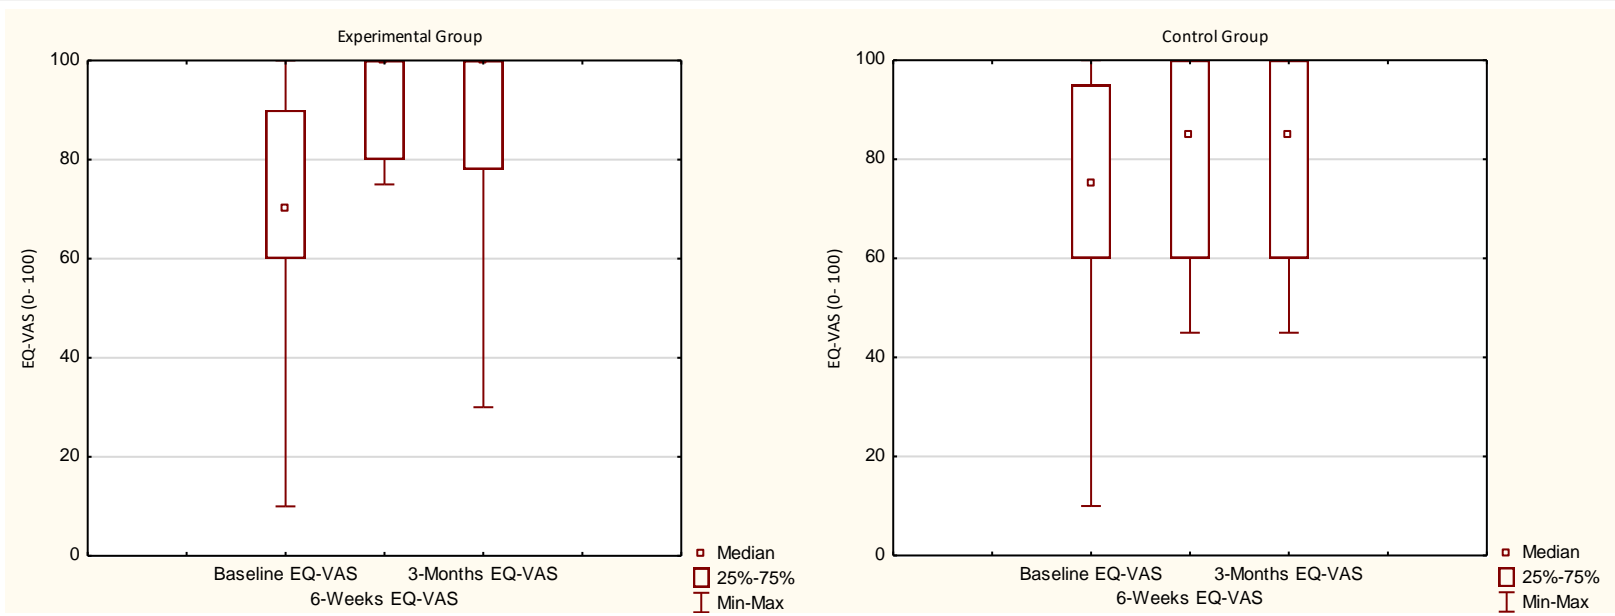 Experimental Group
100
80
60
40
20
0
EQ-VAS (0- 100)
Baseline EQ-VAS
3-Months EQ-VAS
6-Weeks EQ-VAS
Median
25%-75%
Min-Max
Control Group
100
80
60
40
20
0
EQ-VAS (0- 100)
Baseline EQ-VAS
3-Months EQ-VAS
6-Weeks EQ-VAS
Median
25%-75%
Min-Max